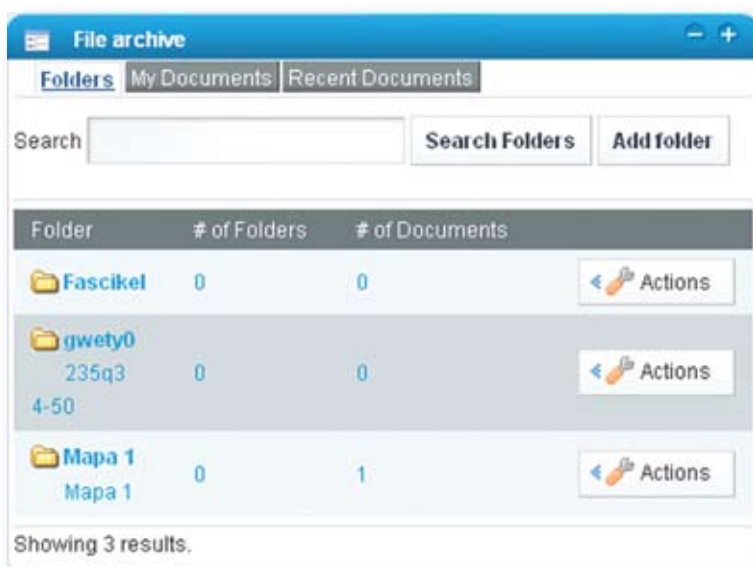 File archive
Folders My Documents Recent Documents
Search Search Folders Add folder
Folder # of Folders # of Documents
Fascikel 0 0 Actions
gwety0
235q3 0 0 Actions
4-50
Mapa 1
0 1 Actions
Mapa 1
Showing 3 results.